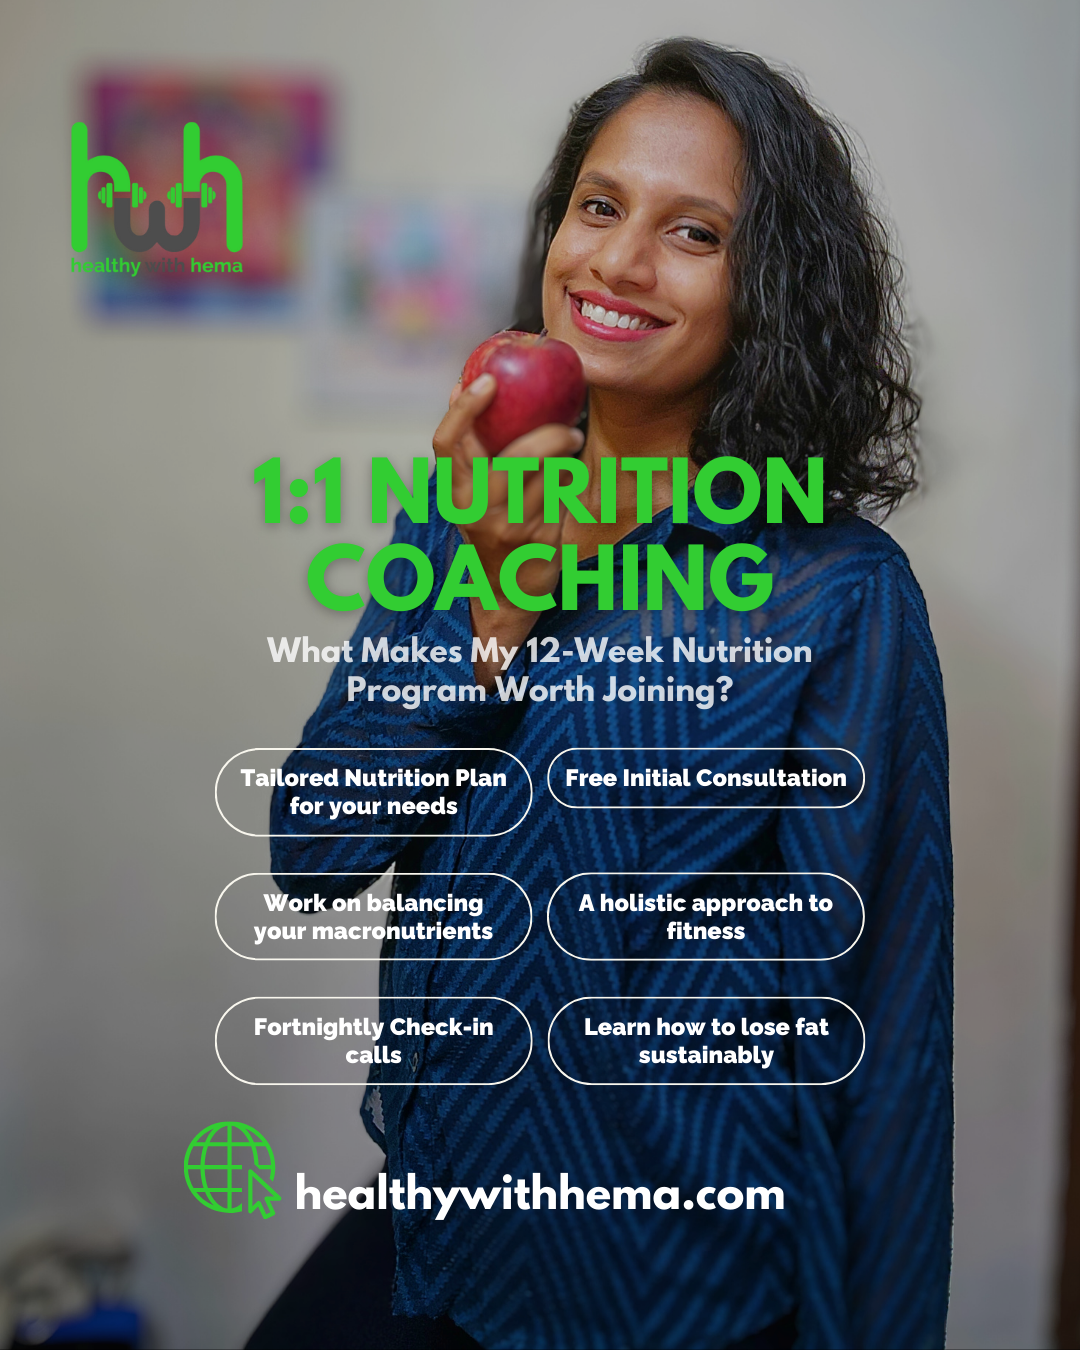 hwh
healthy with hema
1:1 NUTRITION
COACHING
What Makes My 12-Week Nutrition
Program Worth Joining?
Tailored Nutrition Plan
for your needs
Free Initial Consultation
Work on balancing
your macronutrients
A holistic approach to
fitness
Fortnightly Check-in
calls
Learn how to lose fat
sustainably
healthywithhema.com